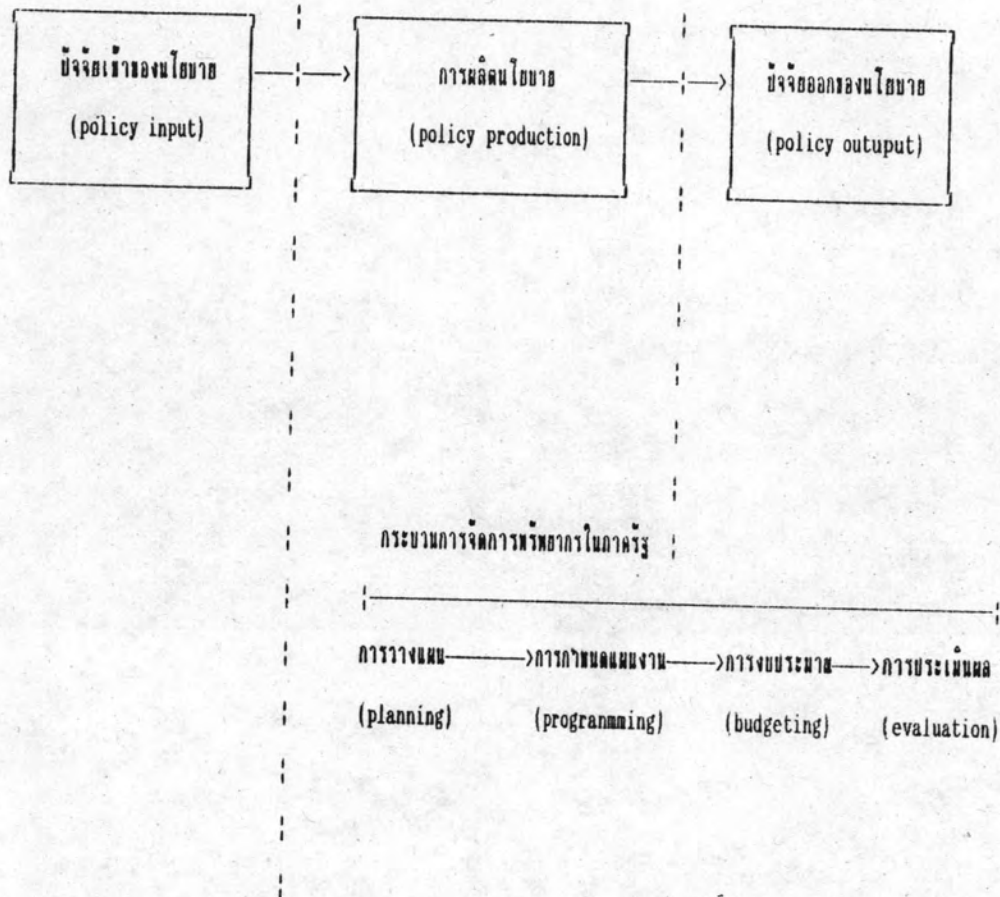 ปัจจัยเข้าของนโยบาย
(policy input)
การผลิตนโยบาย
(policy production)
ปัจจัยออกของนโยบาย
(policy outuput)
กระบวนการจัดการทรัพยากรในภาครัฐ
การวางแผน การกำหนดแผนงาน การงบประมาณ การประเมินผล
(planning) (programmming) (budgeting) (evaluation)